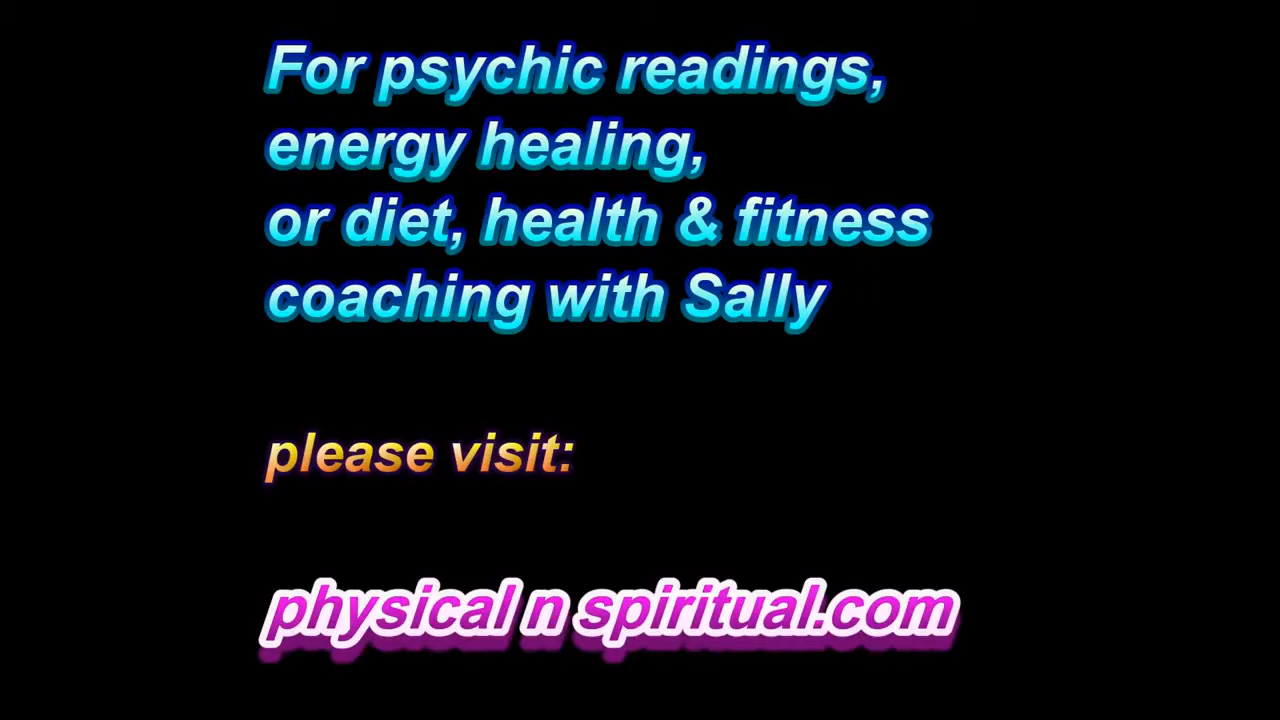 For psychic readings,
energy healing,
or diet, health & fitness
coaching with Sally
please visit:
physical n spiritual.com